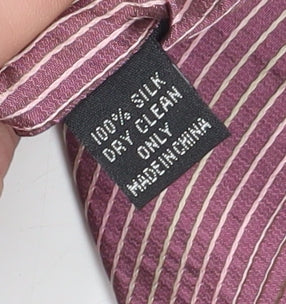 100% SILK
DRY CLEAN
ONLY
MADE IN CHINA